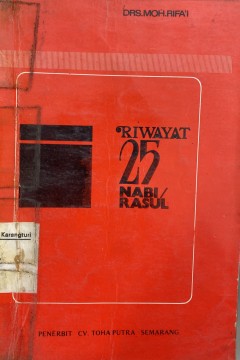 DRS.MOH.RIFA'I
RIWAYAT
25
NABI/
RASUL
Karangturi
PENERBIT CV. TOHA PUTRA SEMARANG